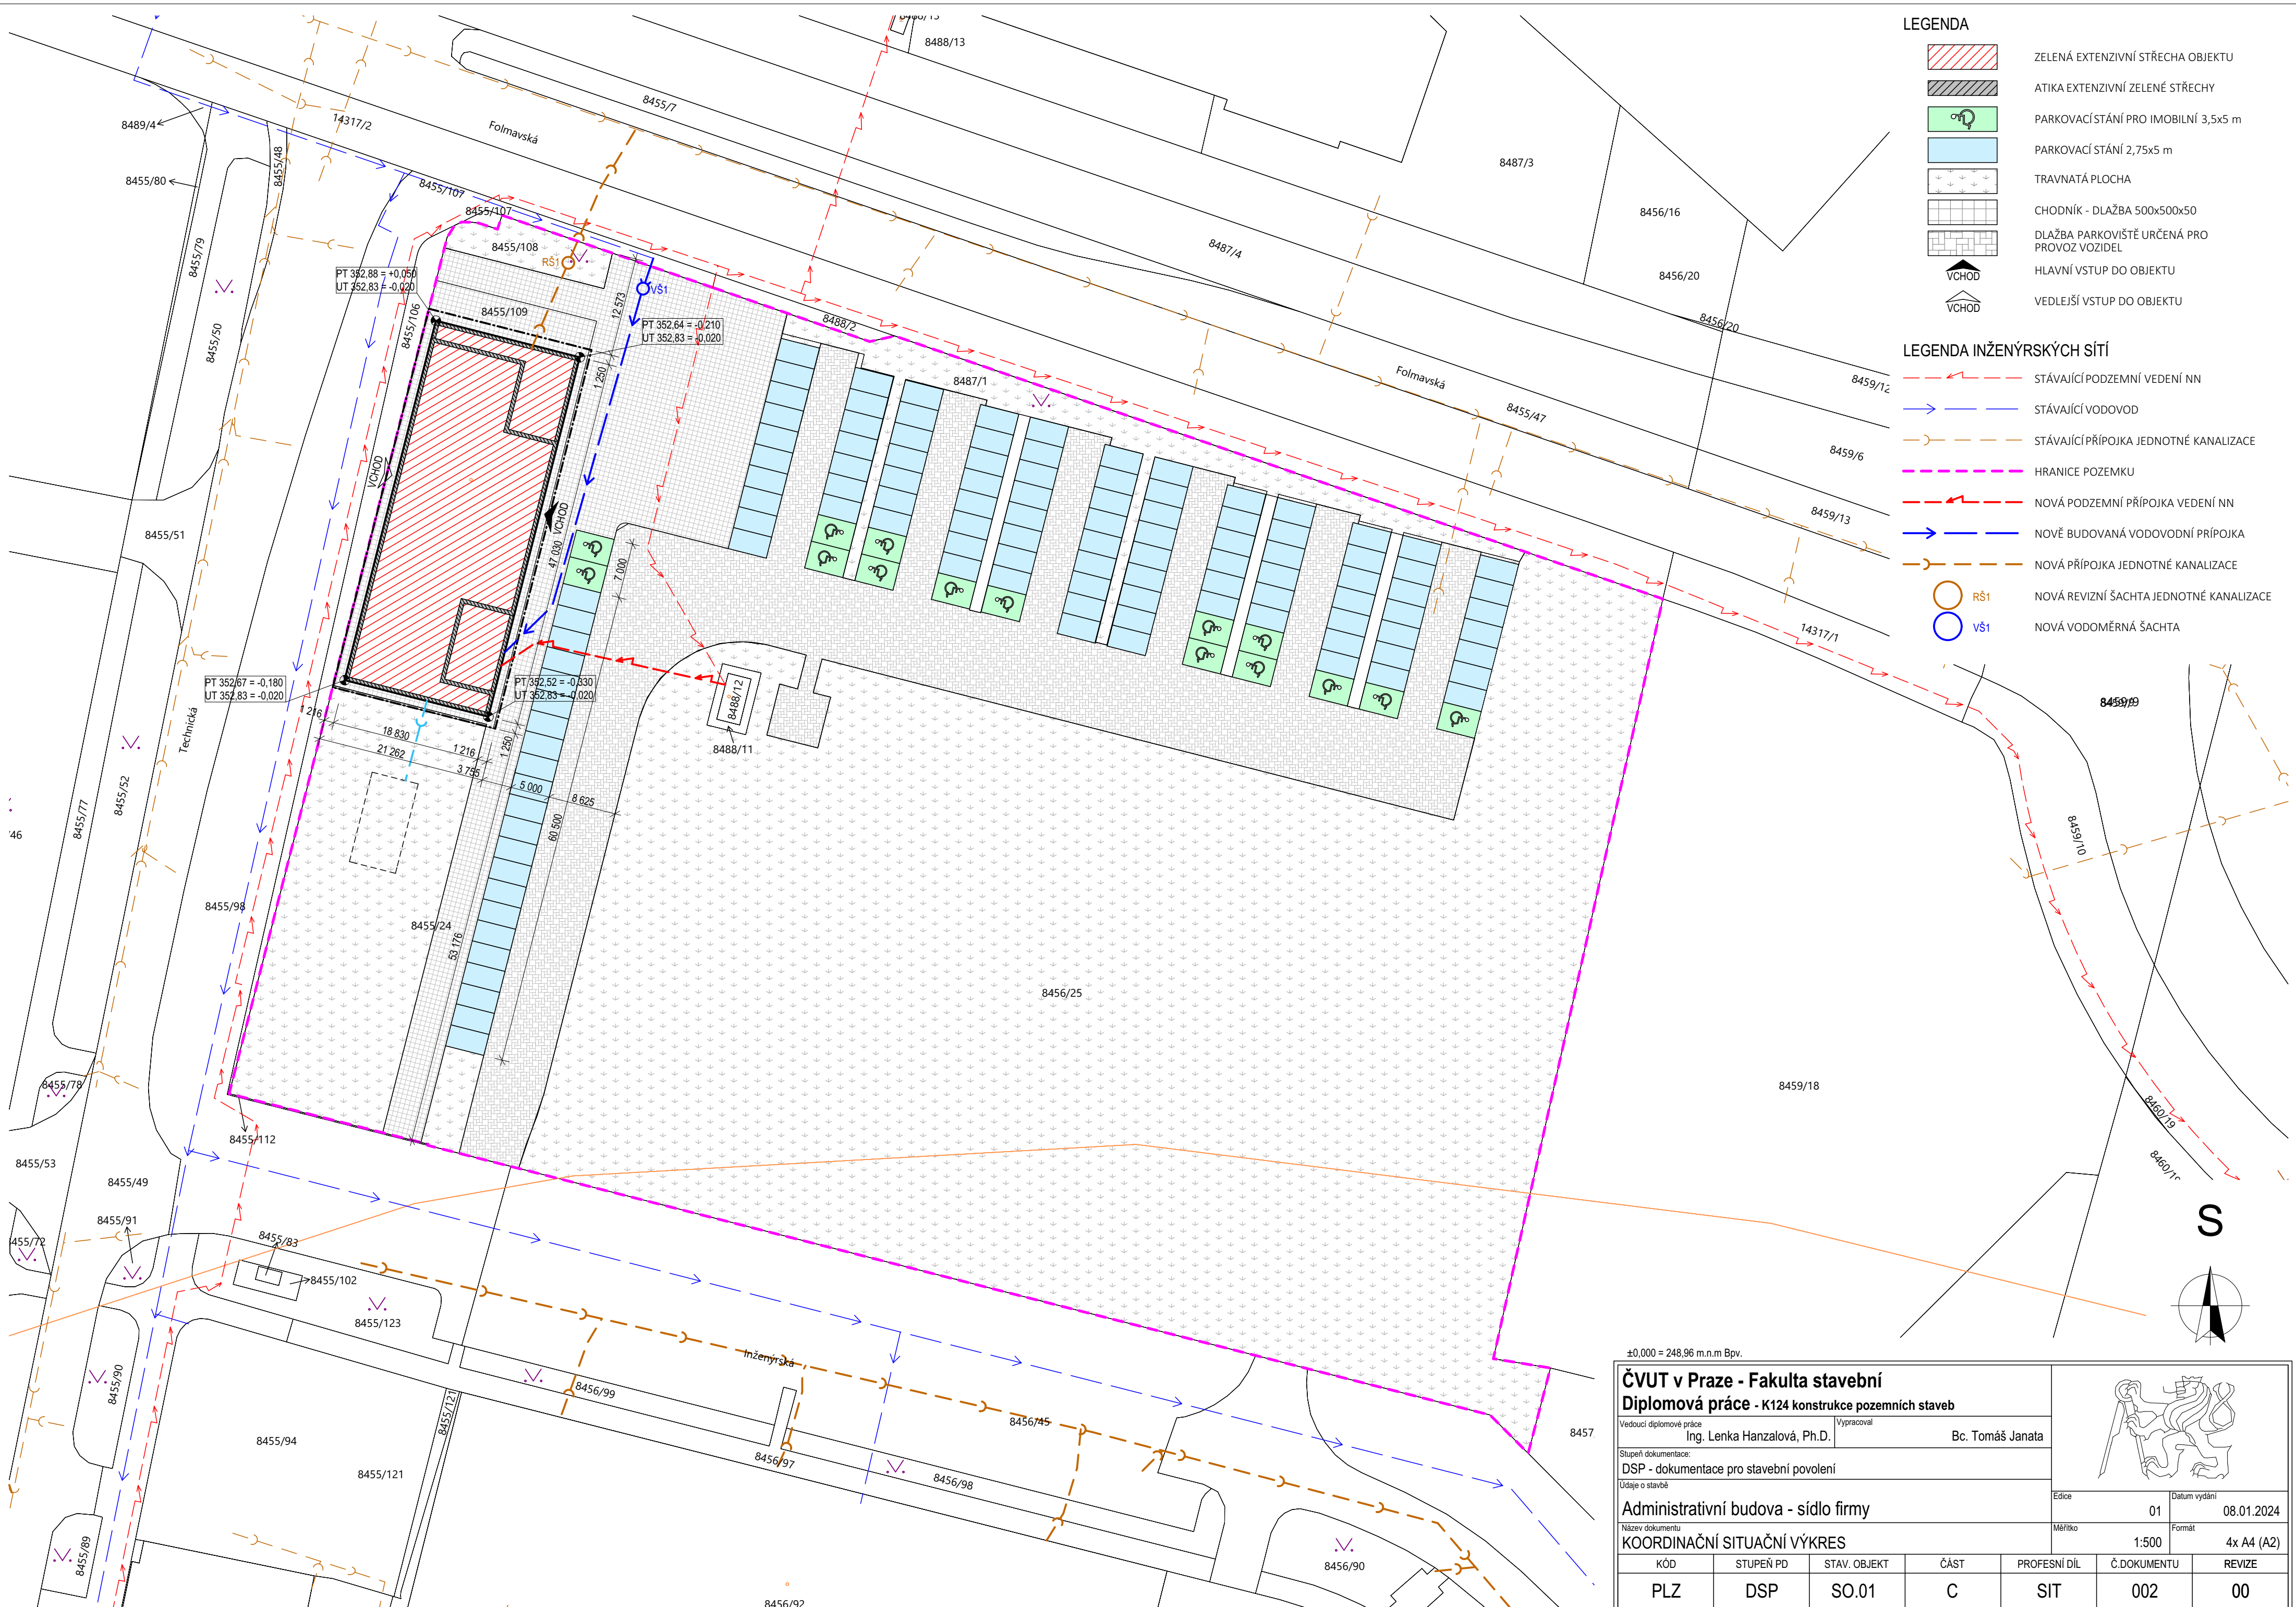 LEGENDA
ZELENÁ EXTENZIVNÍ STŘECHA OBJEKTU
ATIKA EXTENZIVNÍ ZELENÉ STŘECHY
PARKOVACÍ STÁNÍ PRO IMOBILNÍ 3,5x5 m
PARKOVACÍ STÁNÍ 2,75x5 m
TRAVNATÁ PLOCHA
CHODNÍK - DLAŽBA 500x500x50
DLAŽBA PARKOVIŠTĚ URČENÁ PRO
PROVOZ VOZIDEL
VCHOD
HLAVNÍ VSTUP DO OBJEKTU
VCHOD
VEDLEJŠÍ VSTUP DO OBJEKTU
LEGENDA INŽENÝRSKÝCH SÍTÍ
STÁVAJÍCÍ PODZEMNÍ VEDENÍ NN
STÁVAJÍCÍ VODOVOD
STÁVAJÍCÍ PŘÍPOJKA JEDNOTNÉ KANALIZACE
HRANICE POZEMKU
NOVÁ PODZEMNÍ PŘÍPOJKA VEDENÍ NN
NOVĚ BUDOVANÁ VODOVODNÍ PRÍPOJKA
NOVÁ PŘÍPOJKA JEDNOTNÉ KANALIZACE
RŠ1
NOVÁ REVIZNÍ ŠACHTA JEDNOTNÉ KANALIZACE
VŠ1
NOVÁ VODOMĚRNÁ ŠACHTA
8488/13
8455/7
8489/4
14317/2
Folmavská
8487/3
8455/48
8455/80
8455/107
8455/107
8456/16
8455/79
8455/108
8487/4
RŠ1
8456/20
VŠ1
PT 352,88 = +0,050
UT 352,83 = -0,020
8455/109
12 573
8455/106
8455/50
PT 352,64 = -0,210
UT 352,83 = -0,020
8488/2
8456/20
1 250
8487/1
Folmavská
8459/12
8455/47
8459/6
VCHOD
8459/13
VCHOD
8455/51
47 030
7 000
14317/1
PT 352,67 = -0,180
UT 352,83 = -0,020
PT 352,52 = -0,330
UT 352,83 = -0,020
8488/12
8459/9
Technická
1 216
18 830
21 262
1 216
1 250
3 755
8488/11
5 000
8 625
8455/52
8455/77
60 500
'46
8459/10
8455/98
8455/24
53 176
8456/25
8459/18
8455/78
8455/112
8460/19
8455/53
8455/49
8455/91
8455/83
8455/102
8455/123
Inženýrská
8455/90
8456/99
8455/121
8456/45
8457
8455/94
8455/121
8456/97
8456/98
8455/89
8456/90
8456/92
S
±0,000 = 248,96 m.n.m Bpv.
ČVUT v Praze - Fakulta stavební
Diplomová práce - K124 konstrukce pozemních staveb
Vedoucí diplomové práce
Ing. Lenka Hanzalová, Ph.D.
Vypracoval
Bc. Tomáš Janata
Stupeň dokumentace:
DSP - dokumentace pro stavební povolení
Údaje o stavbě
Administrativní budova - sídlo firmy
Edice
01
Datum vydání
08.01.2024
Název dokumentu
KOORDINAČNÍ SITUAČNÍ VÝKRES
Měřítko
1:500
Formát
4x A4 (A2)
KÓD STUPEŇ PD STAV. OBJEKT ČÁST PROFESNÍ DÍL Č.DOKUMENTU REVIZE
PLZ DSP SO.01 C SIT 002 00